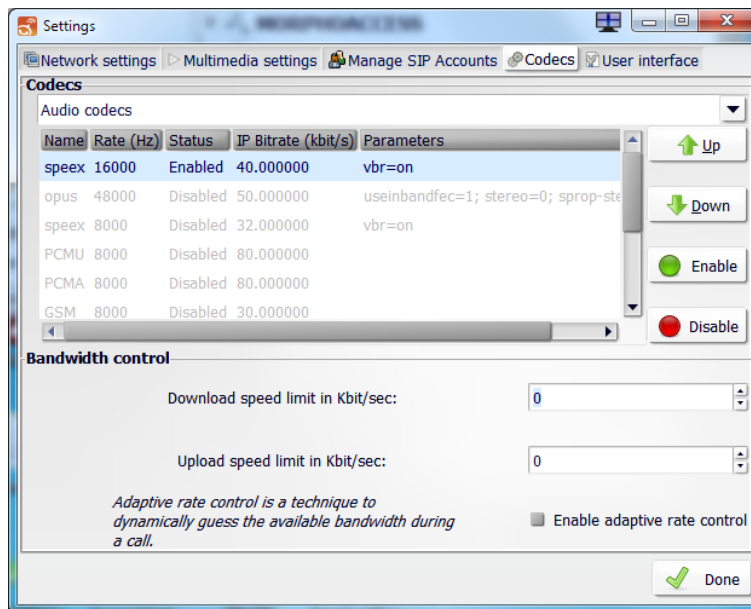 MORPHOACCESS
Settings
Network settings Multimedia settings Manage SIP Accounts Codecs User interface
Codecs
Audio codecs
Name Rate (Hz) Status IP Bitrate (kbit/s) Parameters
speex 16000 Enabled 40.000000 vbr=on
opus 48000 Disabled 50.000000 useinbandfec=1; stereo=0; sprop-ste
speex 8000 Disabled 32.000000 vbr=on
PCMU 8000 Disabled 80.000000
PCMA 8000 Disabled 80.000000
GSM 8000 Disabled 30.000000
Up
Down
Enable
Disable
Bandwidth control
Download speed limit in Kbit/sec: 0
Upload speed limit in Kbit/sec: 0
Adaptive rate control is a technique to
dynamically guess the available bandwidth during
a call.
Enable adaptive rate control
Done